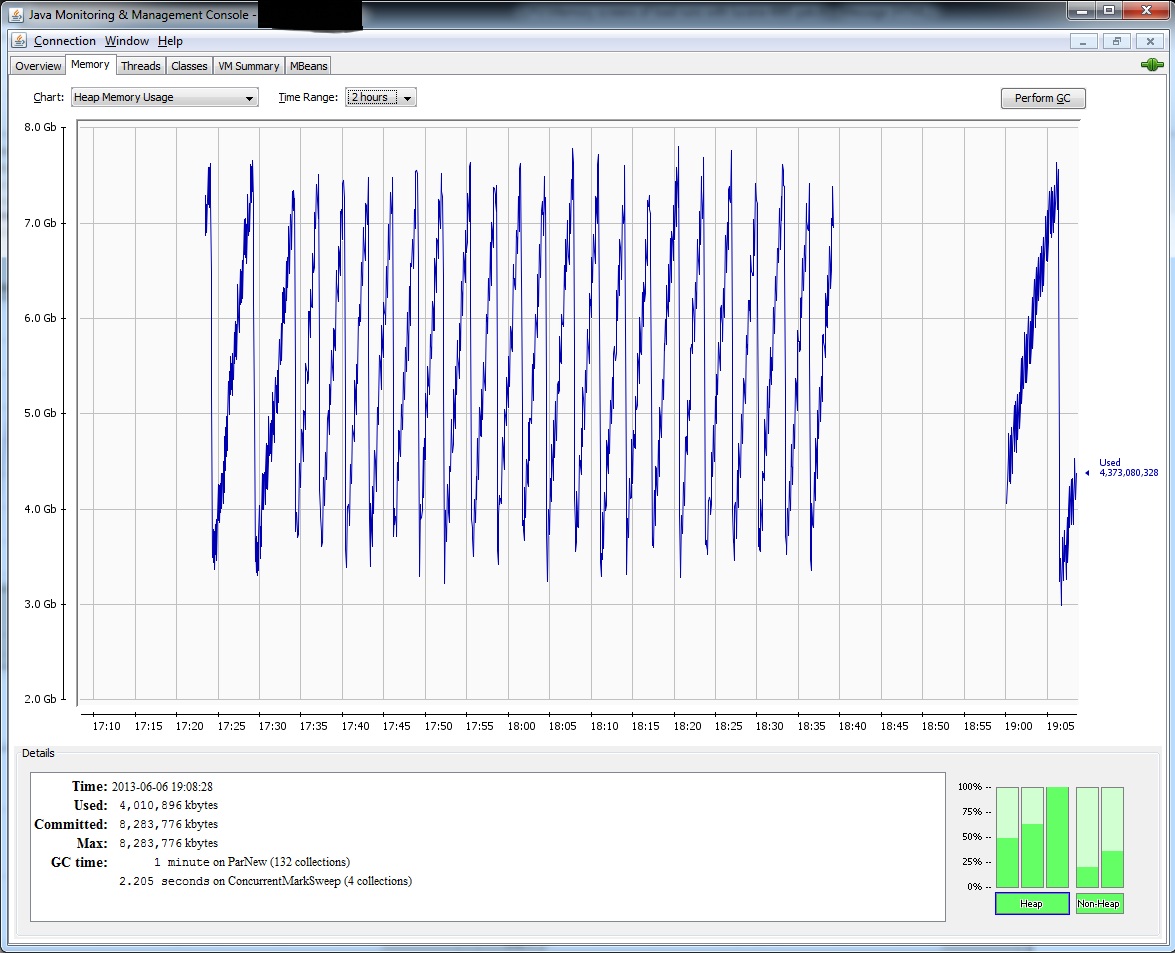 Java Monitoring & Management Console -
Connection Window Help
Overview Memory Threads Classes VM Summary MBeans
Chart: Heap Memory Usage Time Range: 2 hours Perform GC
8.0 Gb
7.0 Gb
6.0 Gb
5.0 Gb
4.0 Gb
3.0 Gb
2.0 Gb
Used
4,373,080,328
17:10 17:15 17:20 17:25 17:30 17:35 17:40 17:45 17:50 17:55 18:00 18:05 18:10 18:15 18:20 18:25 18:30 18:35 18:40 18:45 18:50 18:55 19:00 19:05
Details
Time: 2013-06-06 19:08:28
Used: 4,010,896 kbytes
Committed: 8,283,776 kbytes
Max: 8,283,776 kbytes
GC time: 1 minute on ParNew (132 collections)
2.205 seconds on ConcurrentMarkSweep (4 collections)
100% --
75% --
50% --
25% --
0% --
Heap Non-Heap